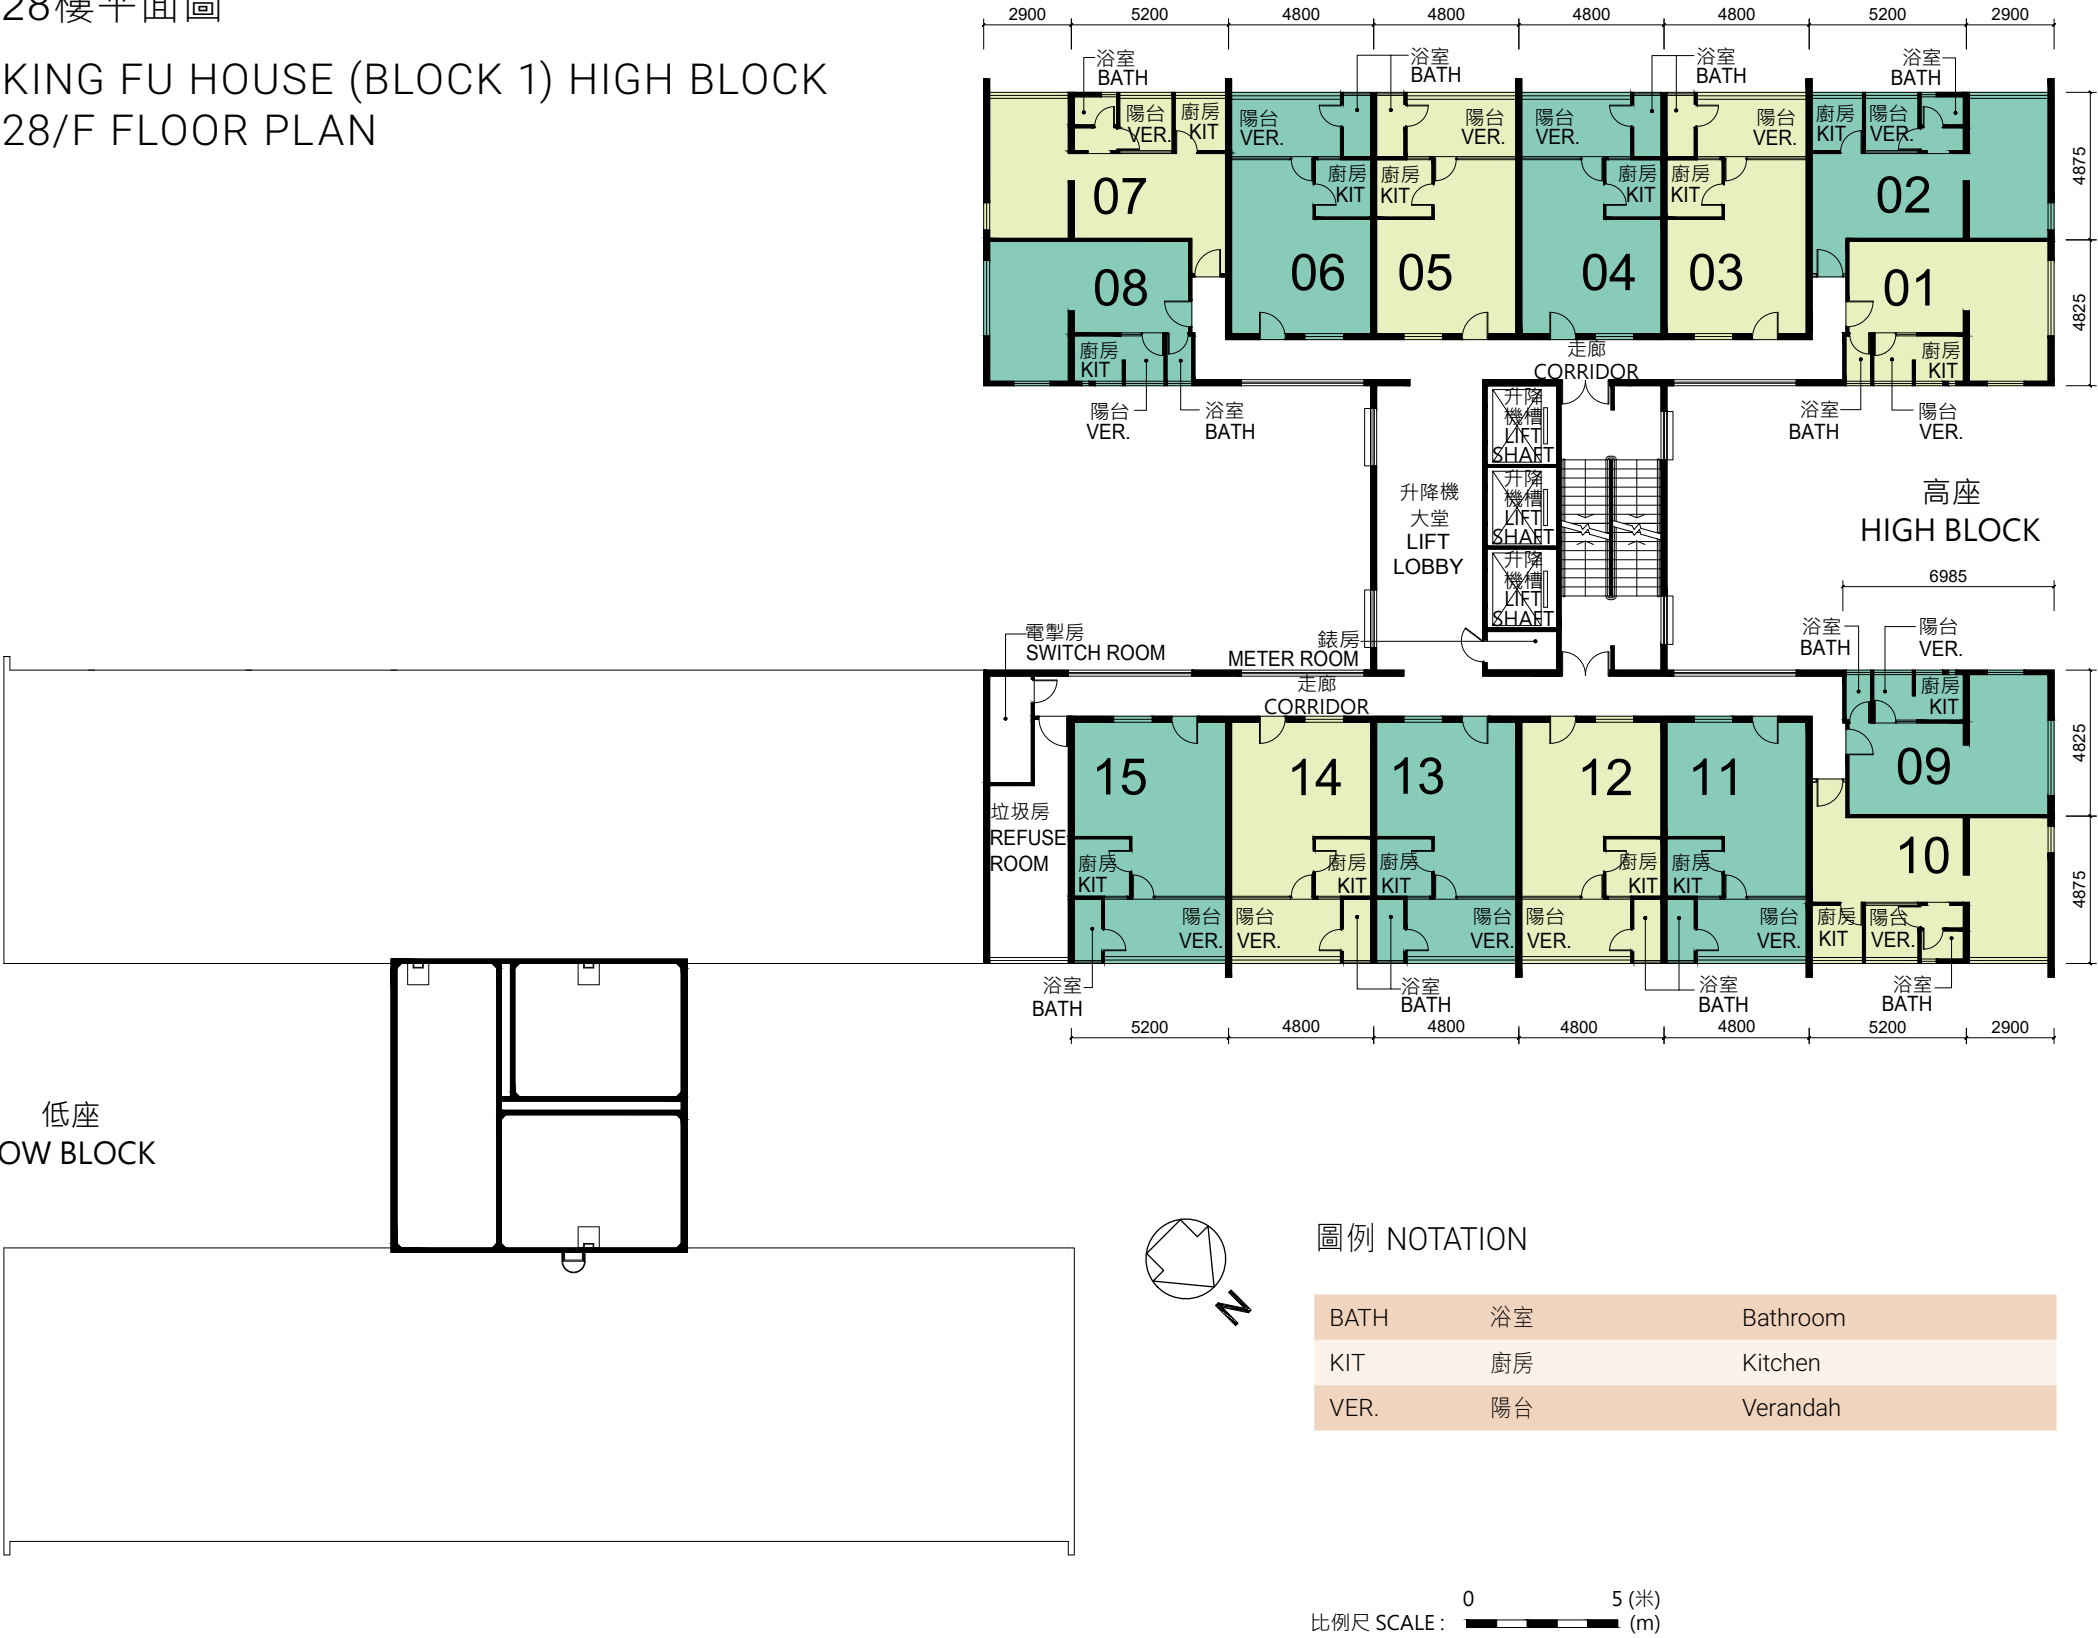 28樓平面圖
KING FU HOUSE (BLOCK 1) HIGH BLOCK
28/F FLOOR PLAN
2900 5200 4800 4800 4800 4800 5200 2900
浴室
BATH
浴室
BATH
浴室
BATH
浴室
BATH
陽台
VER.
廚房
KIT
陽台
VER.
陽台
VER.
陽台
VER.
陽台
VER.
廚房
KIT
陽台
VER.
廚房
KIT
廚房
KIT
廚房
KIT
廚房
KIT
4875
07
06
05
04
03
02
08
01
4825
廚房
KIT
廚房
KIT
走廊
CORRIDOR
陽台
VER.
浴室
BATH
浴室
BATH
陽台
VER.
升降
機槽
LIFT
SHAFT
升降
機槽
LIFT
SHAFT
升降
機槽
LIFT
SHAFT
升降機
大堂
LIFT
LOBBY
高座
HIGH BLOCK
6985
電掣房
SWITCH ROOM
錶房
METER ROOM
浴室
BATH
陽台
VER.
走廊
CORRIDOR
廚房
KIT
4825
15
14
13
12
11
09
10
垃圾房
REFUSE
ROOM
廚房
KIT
廚房
KIT
廚房
KIT
廚房
KIT
廚房
KIT
4875
陽台
VER.
陽台
VER.
陽台
VER.
陽台
VER.
陽台
VER.
廚房
KIT
陽台
VER.
浴室
BATH
浴室
BATH
浴室
BATH
浴室
BATH
5200 4800 4800 4800 4800 5200 2900
低座
OW BLOCK
N
圖例 NOTATION
BATH 浴室 Bathroom
KIT 廚房 Kitchen
VER. 陽台 Verandah
0 5 (米)
比例尺 SCALE : (m)